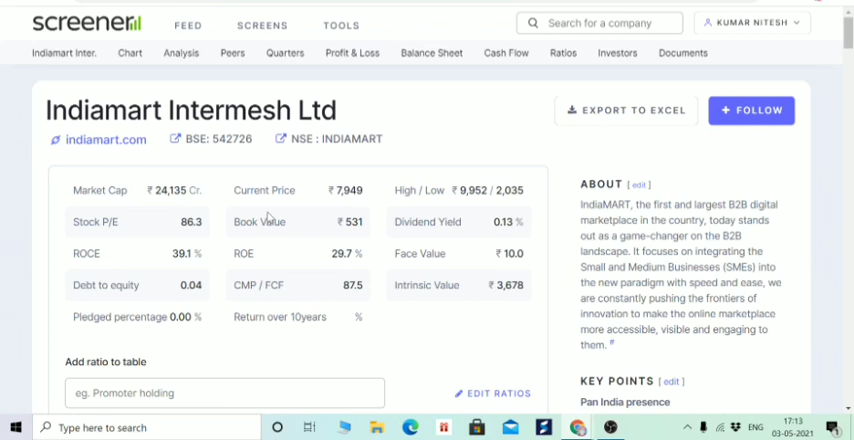 screener
FEED
SCREENS
TOOLS
Search for a company
KUMAR NITESH
Indiamart Inter.
Chart
Analysis
Peers
Quarters
Profit & Loss
Balance Sheet
Cash Flow
Ratios
Investors
Documents
Indiamart Intermesh Ltd
EXPORT TO EXCEL
+ FOLLOW
indiamart.com
BSE: 542726
NSE : INDIAMART
Market Cap ₹ 24,135 Cr.
Current Price ₹ 7,949
High / Low ₹ 9,952 / 2,035
Stock P/E 86.3
Book Value ₹ 531
Dividend Yield 0.13 %
ROCE 39.1 %
ROE 29.7 %
Face Value ₹ 10.0
Debt to equity 0.04
CMP / FCF 87.5
Intrinsic Value ₹ 3,678
Pledged percentage 0.00 %
Return over 10years %
Add ratio to table
eg. Promoter holding
EDIT RATIOS
ABOUT [ edit ]
IndiaMART, the first and largest B2B digital
marketplace in the country, today stands
out as a game-changer on the B2B
landscape. It focuses on integrating the
Small and Medium Businesses (SMEs) into
the new paradigm with speed and ease, we
are constantly pushing the frontiers of
innovation to make the online marketplace
more accessible, visible and engaging to
them.
KEY POINTS [ edit ]
Pan India presence
Type here to search
ENG
17:13
03-05-2021